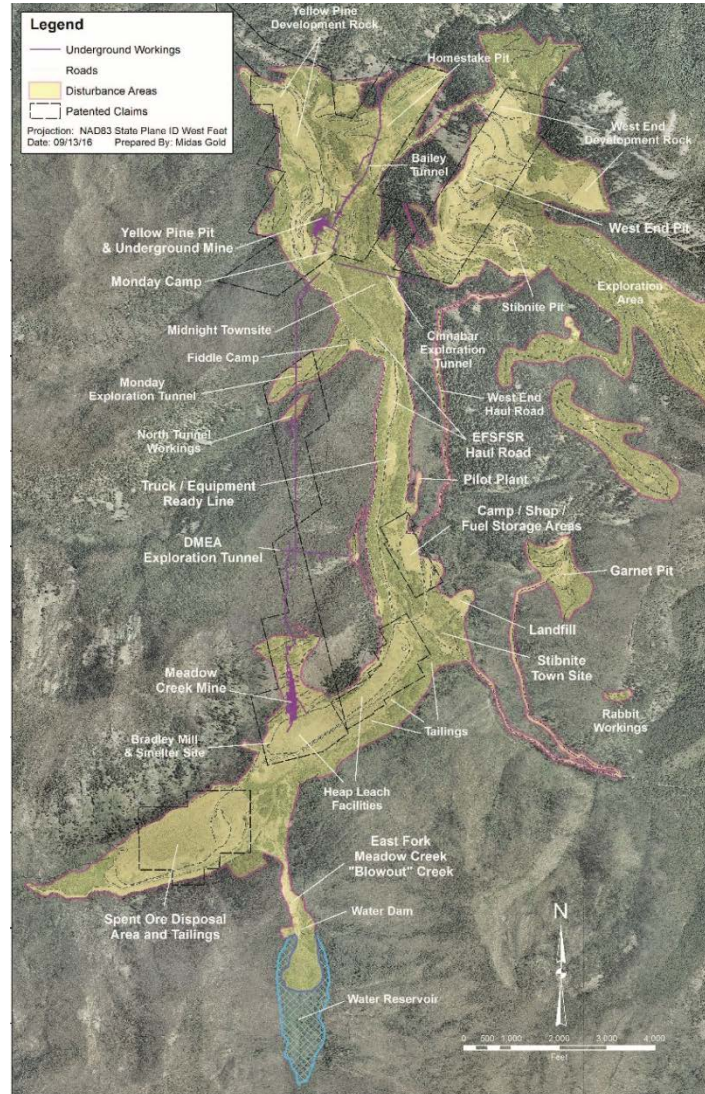 Legend
Underground Workings
Roads
Disturbance Areas
Patented Claims
Projection: NAD83 State Plane ID West Feet
Date: 09/13/16 Prepared By: Midas Gold
Yellow Pine
Development Rock
Homestake Pit
West End
Development Rock
Bailey
Tunnel
Yellow Pine Pit
& Underground Mine
West End Pit
Monday Camp
Exploration
Area
Stibnite Pit
Midnight Townsite
Cinnabar
Exploration
Tunnel
Fiddle Camp
Monday
Exploration Tunnel
West End
Haul Road
North Tunnel
Workings
EFSFSR
Haul Road
Pilot Plant
Truck / Equipment
Ready Line
Camp / Shop /
Fuel Storage Areas
DMEA
Exploration Tunnel
Garnet Pit
Landfill
Stibnite
Town Site
Meadow
Creek Mine
Rabbit
Workings
Tailings
Bradley Mill
& Smelter Site
Heap Leach
Facilities
East Fork
Meadow Creek
"Blowout" Creek
Spent Ore Disposal
Area and Tailings
Water Dam
N
Water Reservoir
0 500 1,000 2,000 3,000 4,000
Feet